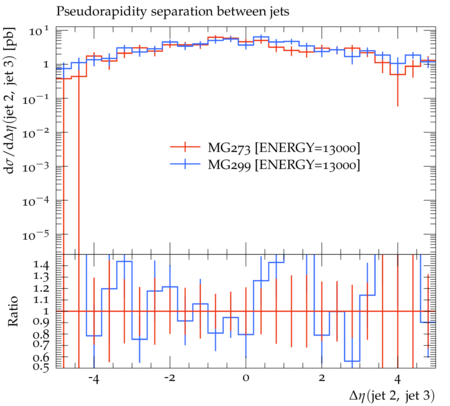 Pseudorapidity separation between jets
dσ/dΔη(jet 2, jet 3) [pb]
10¹
1
10⁻¹
10⁻²
10⁻³
10⁻⁴
10⁻⁵
MG273 [ENERGY=13000]
MG299 [ENERGY=13000]
Ratio
1.4
1.3
1.2
1.1
1
0.9
0.8
0.7
0.6
0.5
-4 -2 0 2 4
Δη(jet 2, jet 3)